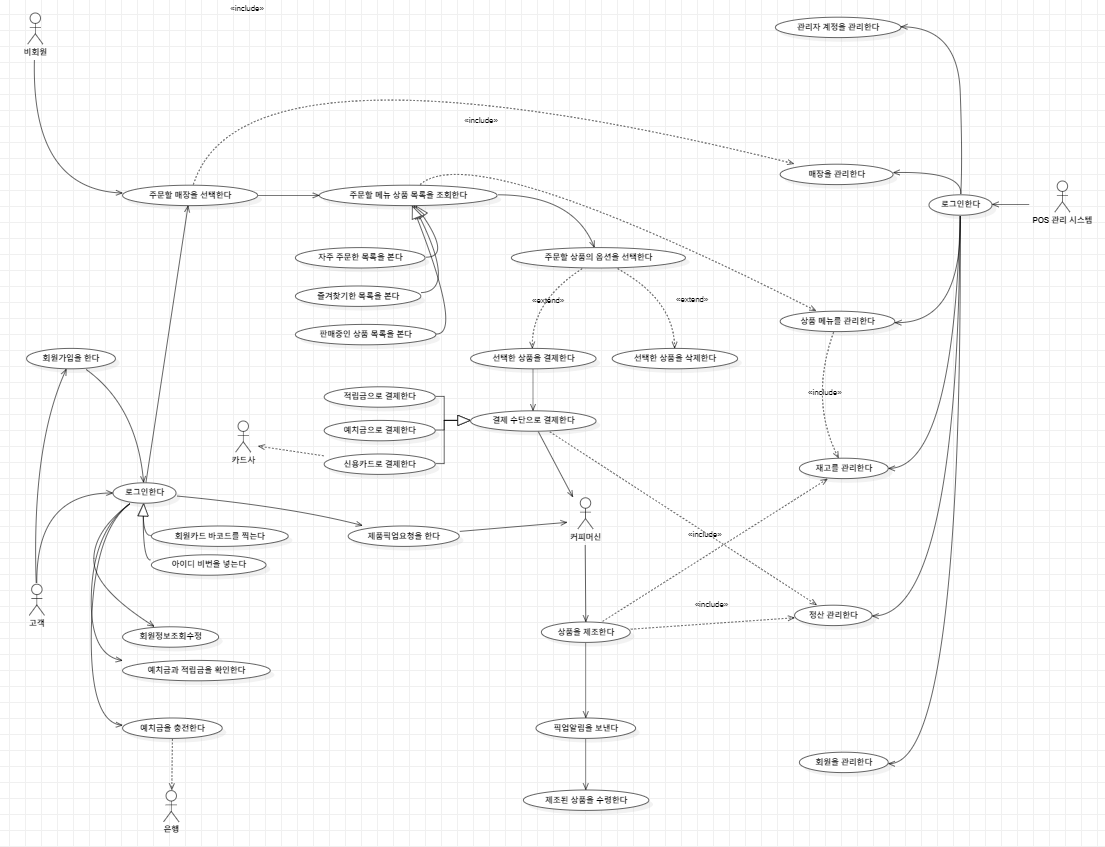 «include»
관리자 계정을 관리한다
비회원
«include»
매장을 관리한다
주문할 매장을 선택한다
주문할 메뉴 상품 목록을 조회한다
로그인한다
POS 관리 시스템
자주 주문한 목록을 본다
주문할 상품의 옵션을 선택한다
즐겨찾기한 목록을 본다
«extend»
«extend»
상품 메뉴를 관리한다
판매중인 상품 목록을 본다
회원가입을 한다
선택한 상품을 결제한다
선택한 상품을 삭제한다
«include»
적립금으로 결제한다
결제 수단으로 결제한다
예치금으로 결제한다
카드사
신용카드로 결제한다
재고를 관리한다
로그인한다
회원카드 바코드를 찍는다
제품픽업요청을 한다
커피머신
«include»
아이디 비번을 넣는다
«include»
정산 관리한다
고객
상품을 제조한다
회원정보조회수정
예치금과 적립금을 확인한다
예치금을 충전한다
픽업알림을 보낸다
회원을 관리한다
제조된 상품을 수령한다
은행